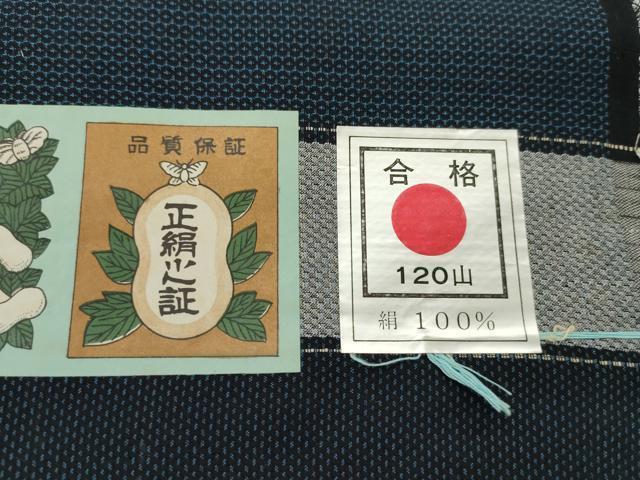 品質保証
正絹之証
合格
120山
絹 100%